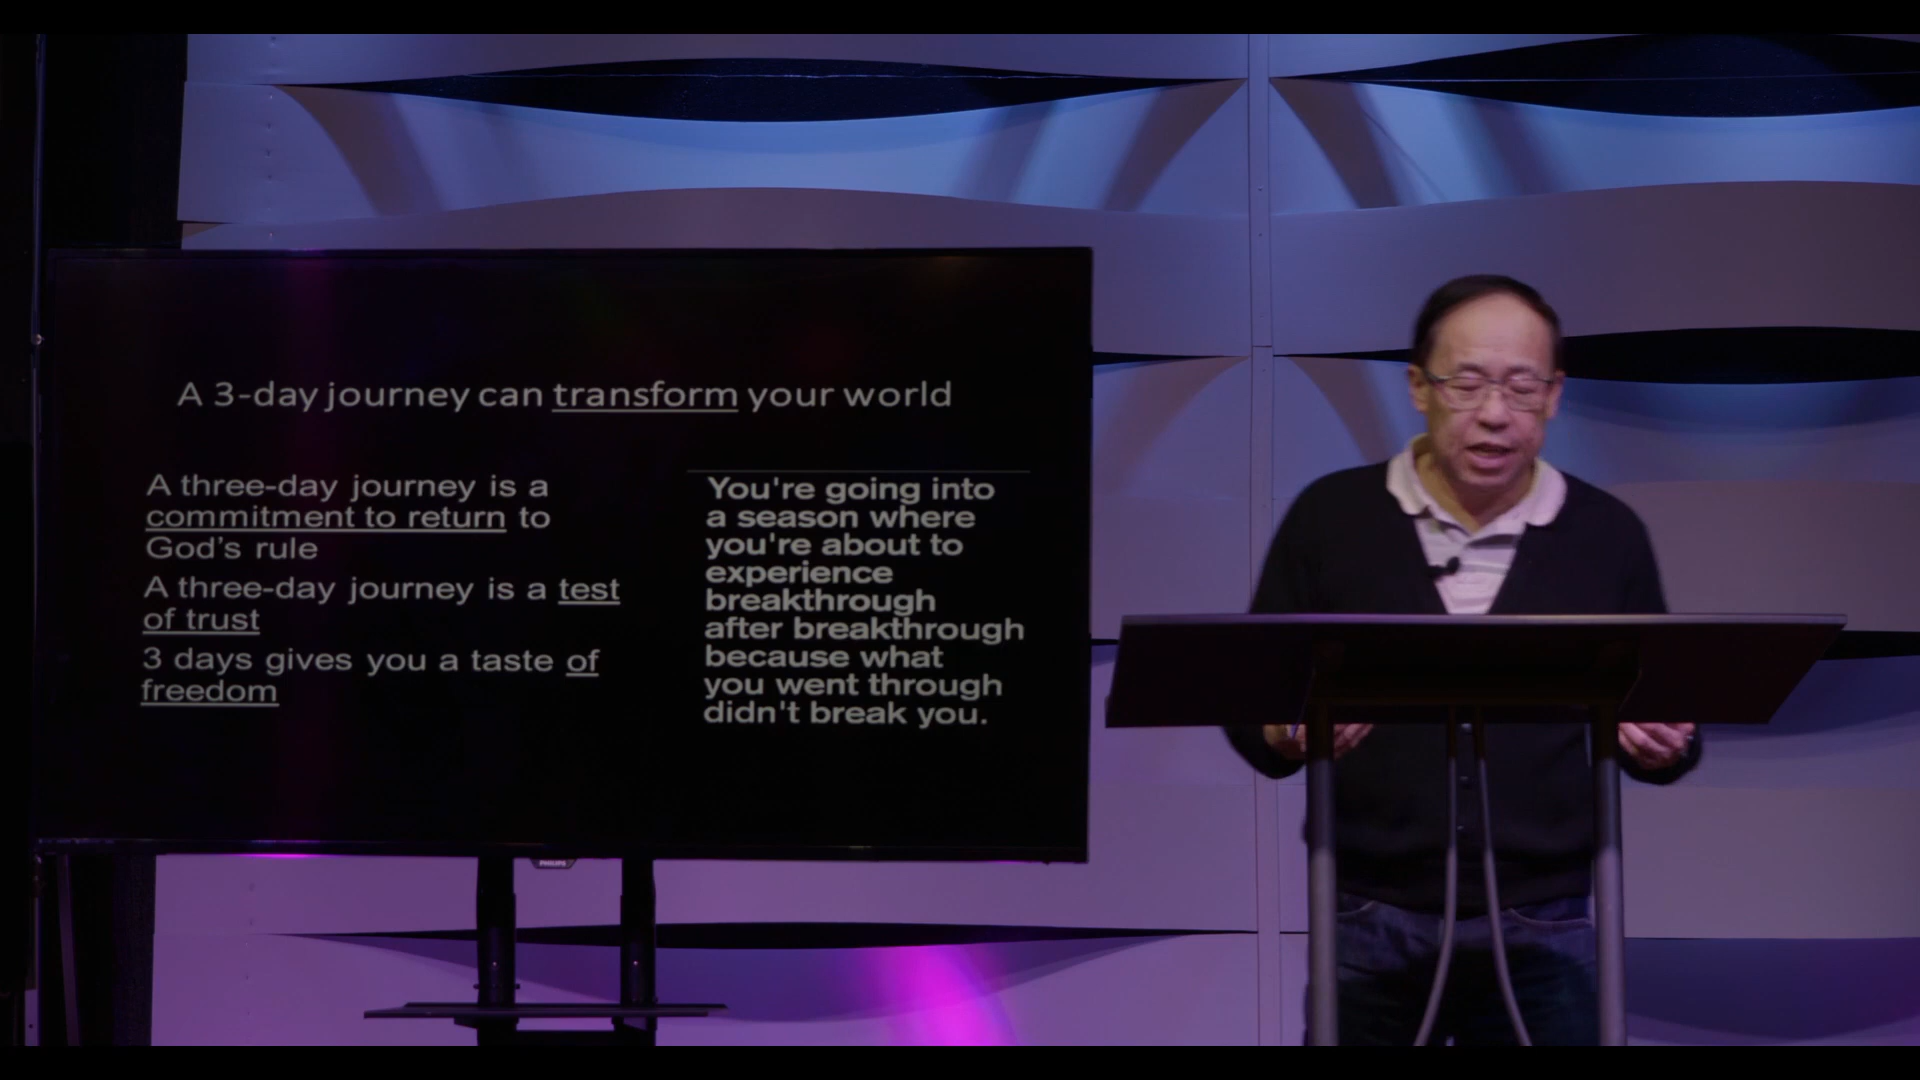 A 3-day journey can transform your world
A three-day journey is a
commitment to return to
God's rule
A three-day journey is a test
of trust
3 days gives you a taste of
freedom
You're going into
a season where
you're about to
experience
breakthrough
after breakthrough
because what
you went through
didn't break you.
PHILIPS